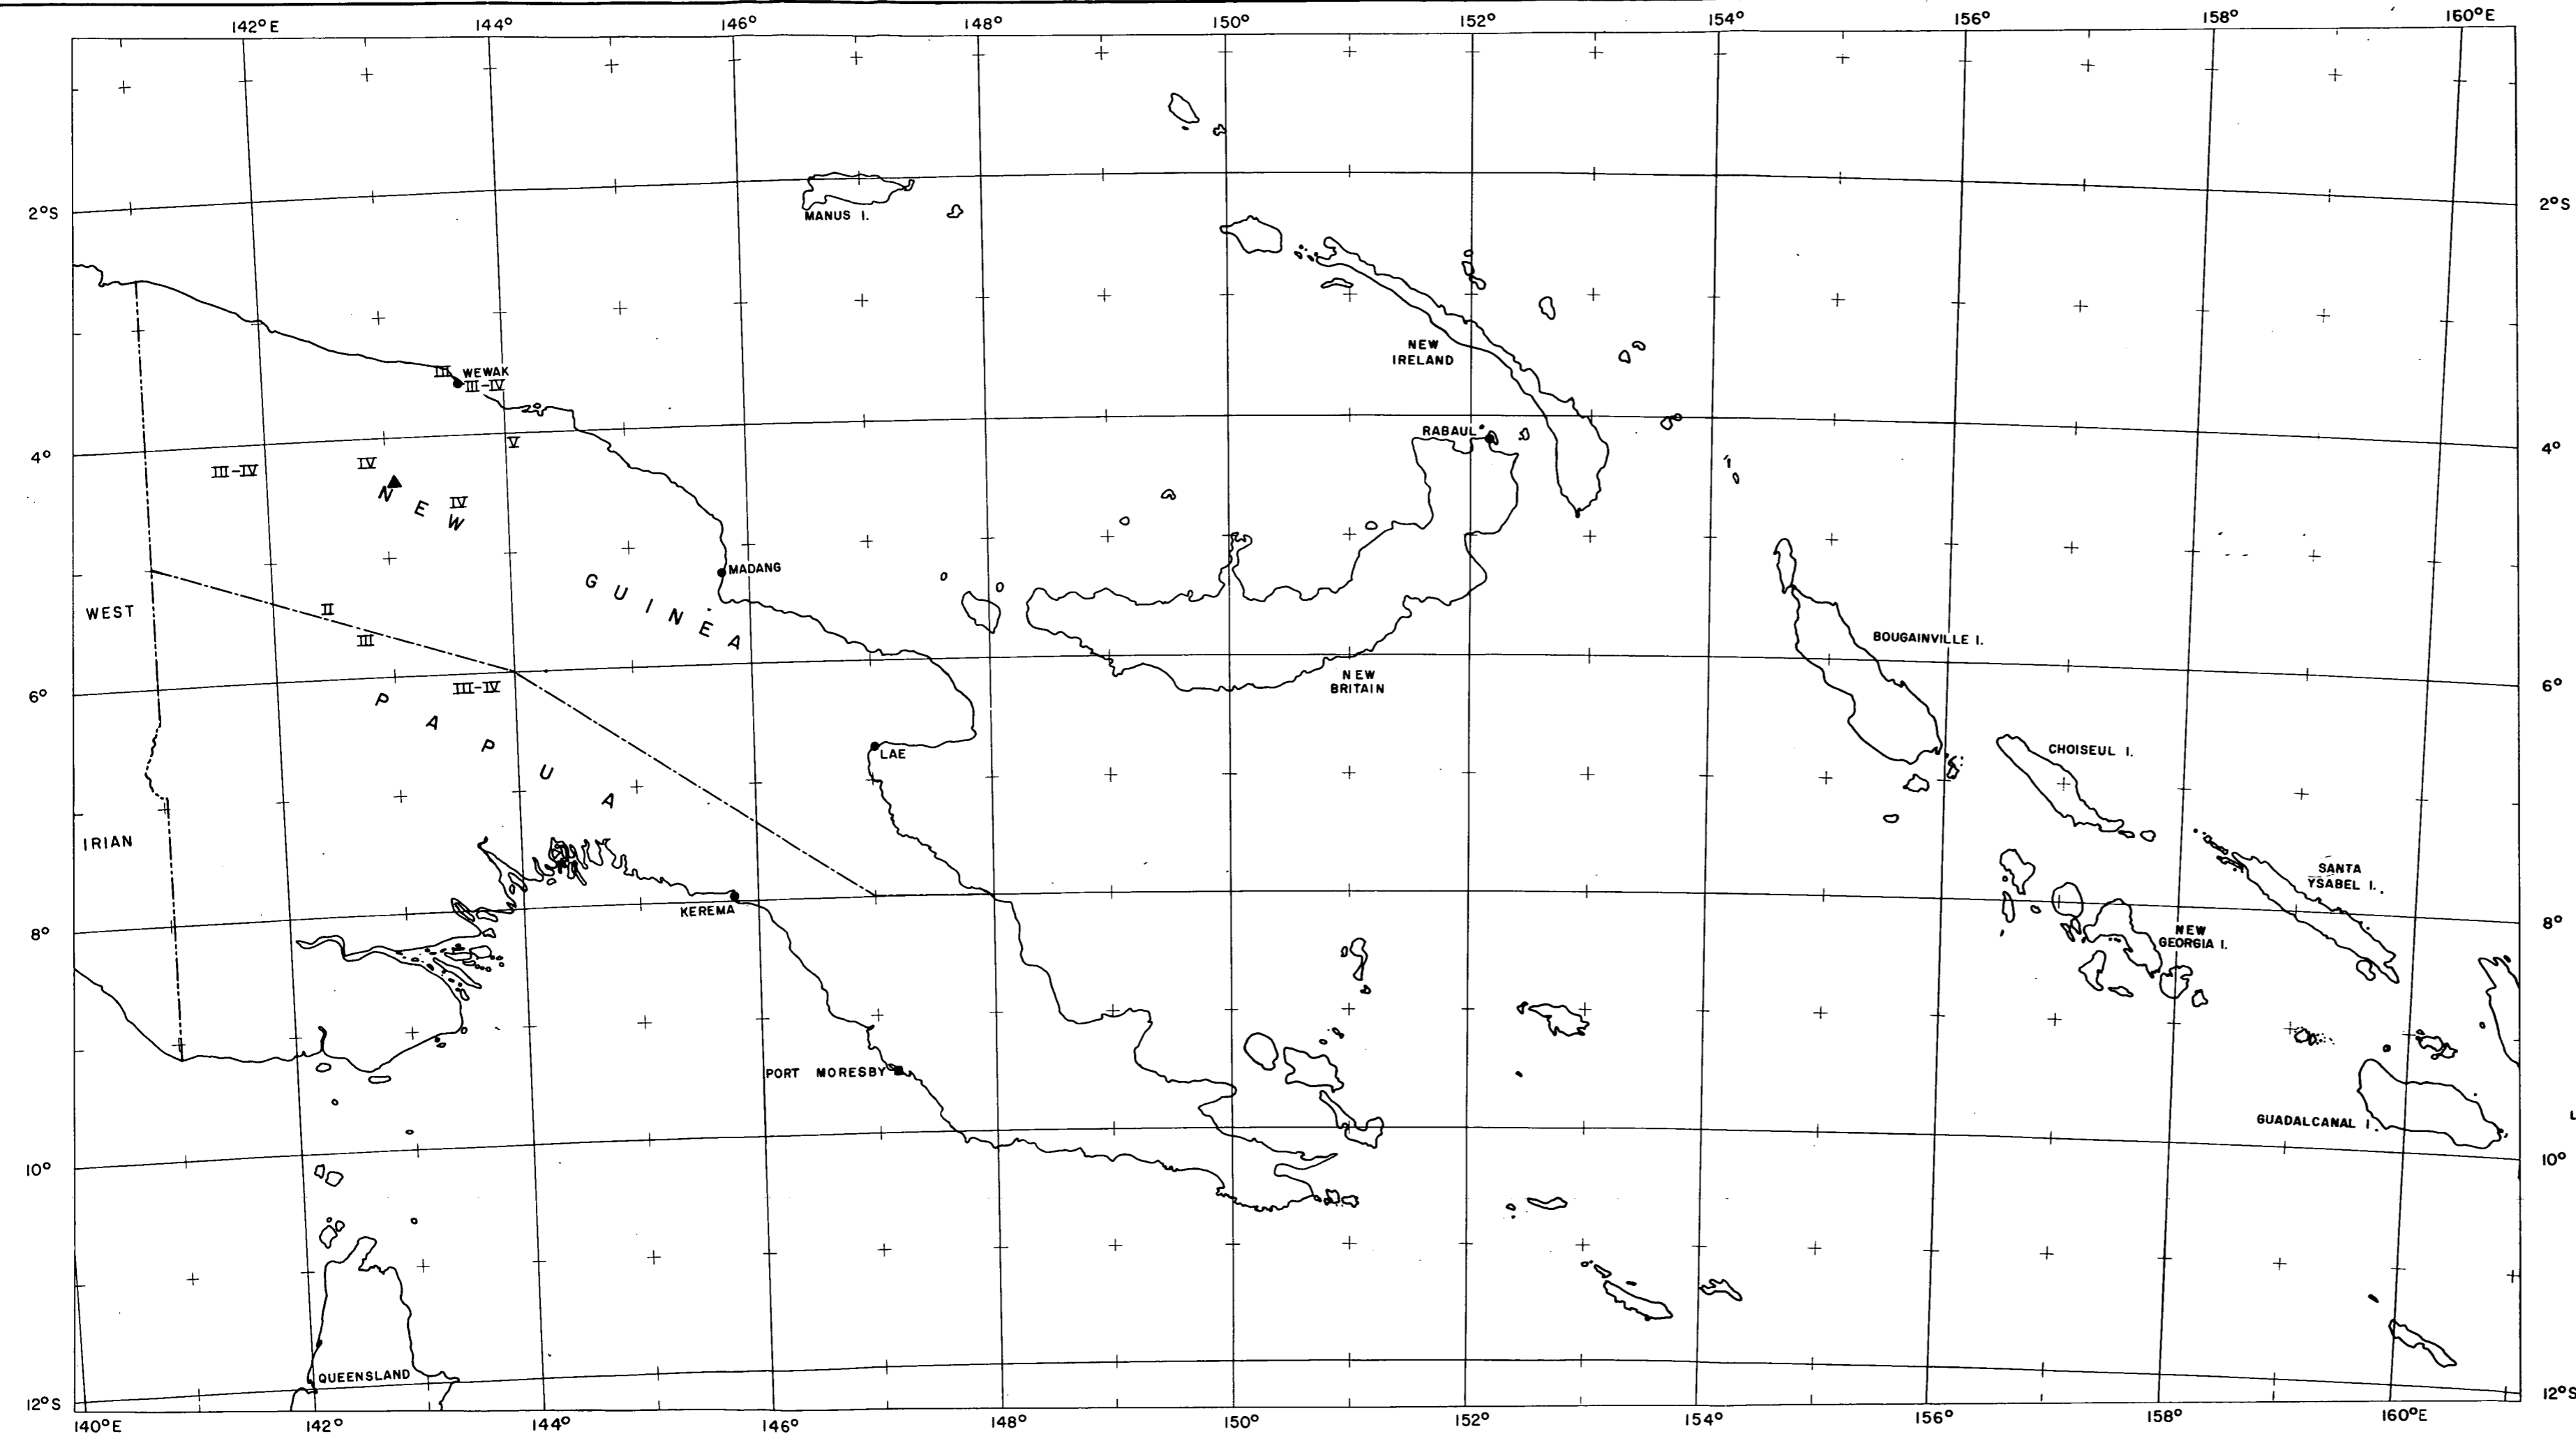 142°E 144° 146° 148° 150° 152° 154° 156° 158° 160°E
2°S 2°S
MANUS I.
NEW
IRELAND
III WEWAK
III-IV
RABAUL
V
4° 4°
III-IV IV
N E W
IV
MADANG
G U I N E A
WEST
II
III
BOUGAINVILLE I.
6° 6°
III-IV
NEW
BRITAIN
P A P U A
LAE
CHOISEUL I.
IRIAN
SANTA
YSABEL I.
KEREMA
8° 8°
NEW
GEORGIA I.
PORT MORESBY
GUADALCANAL I.
10° 10°
QUEENSLAND
12°S 12°S
140°E 142° 144° 146° 148° 150° 152° 154° 156° 158° 160°E